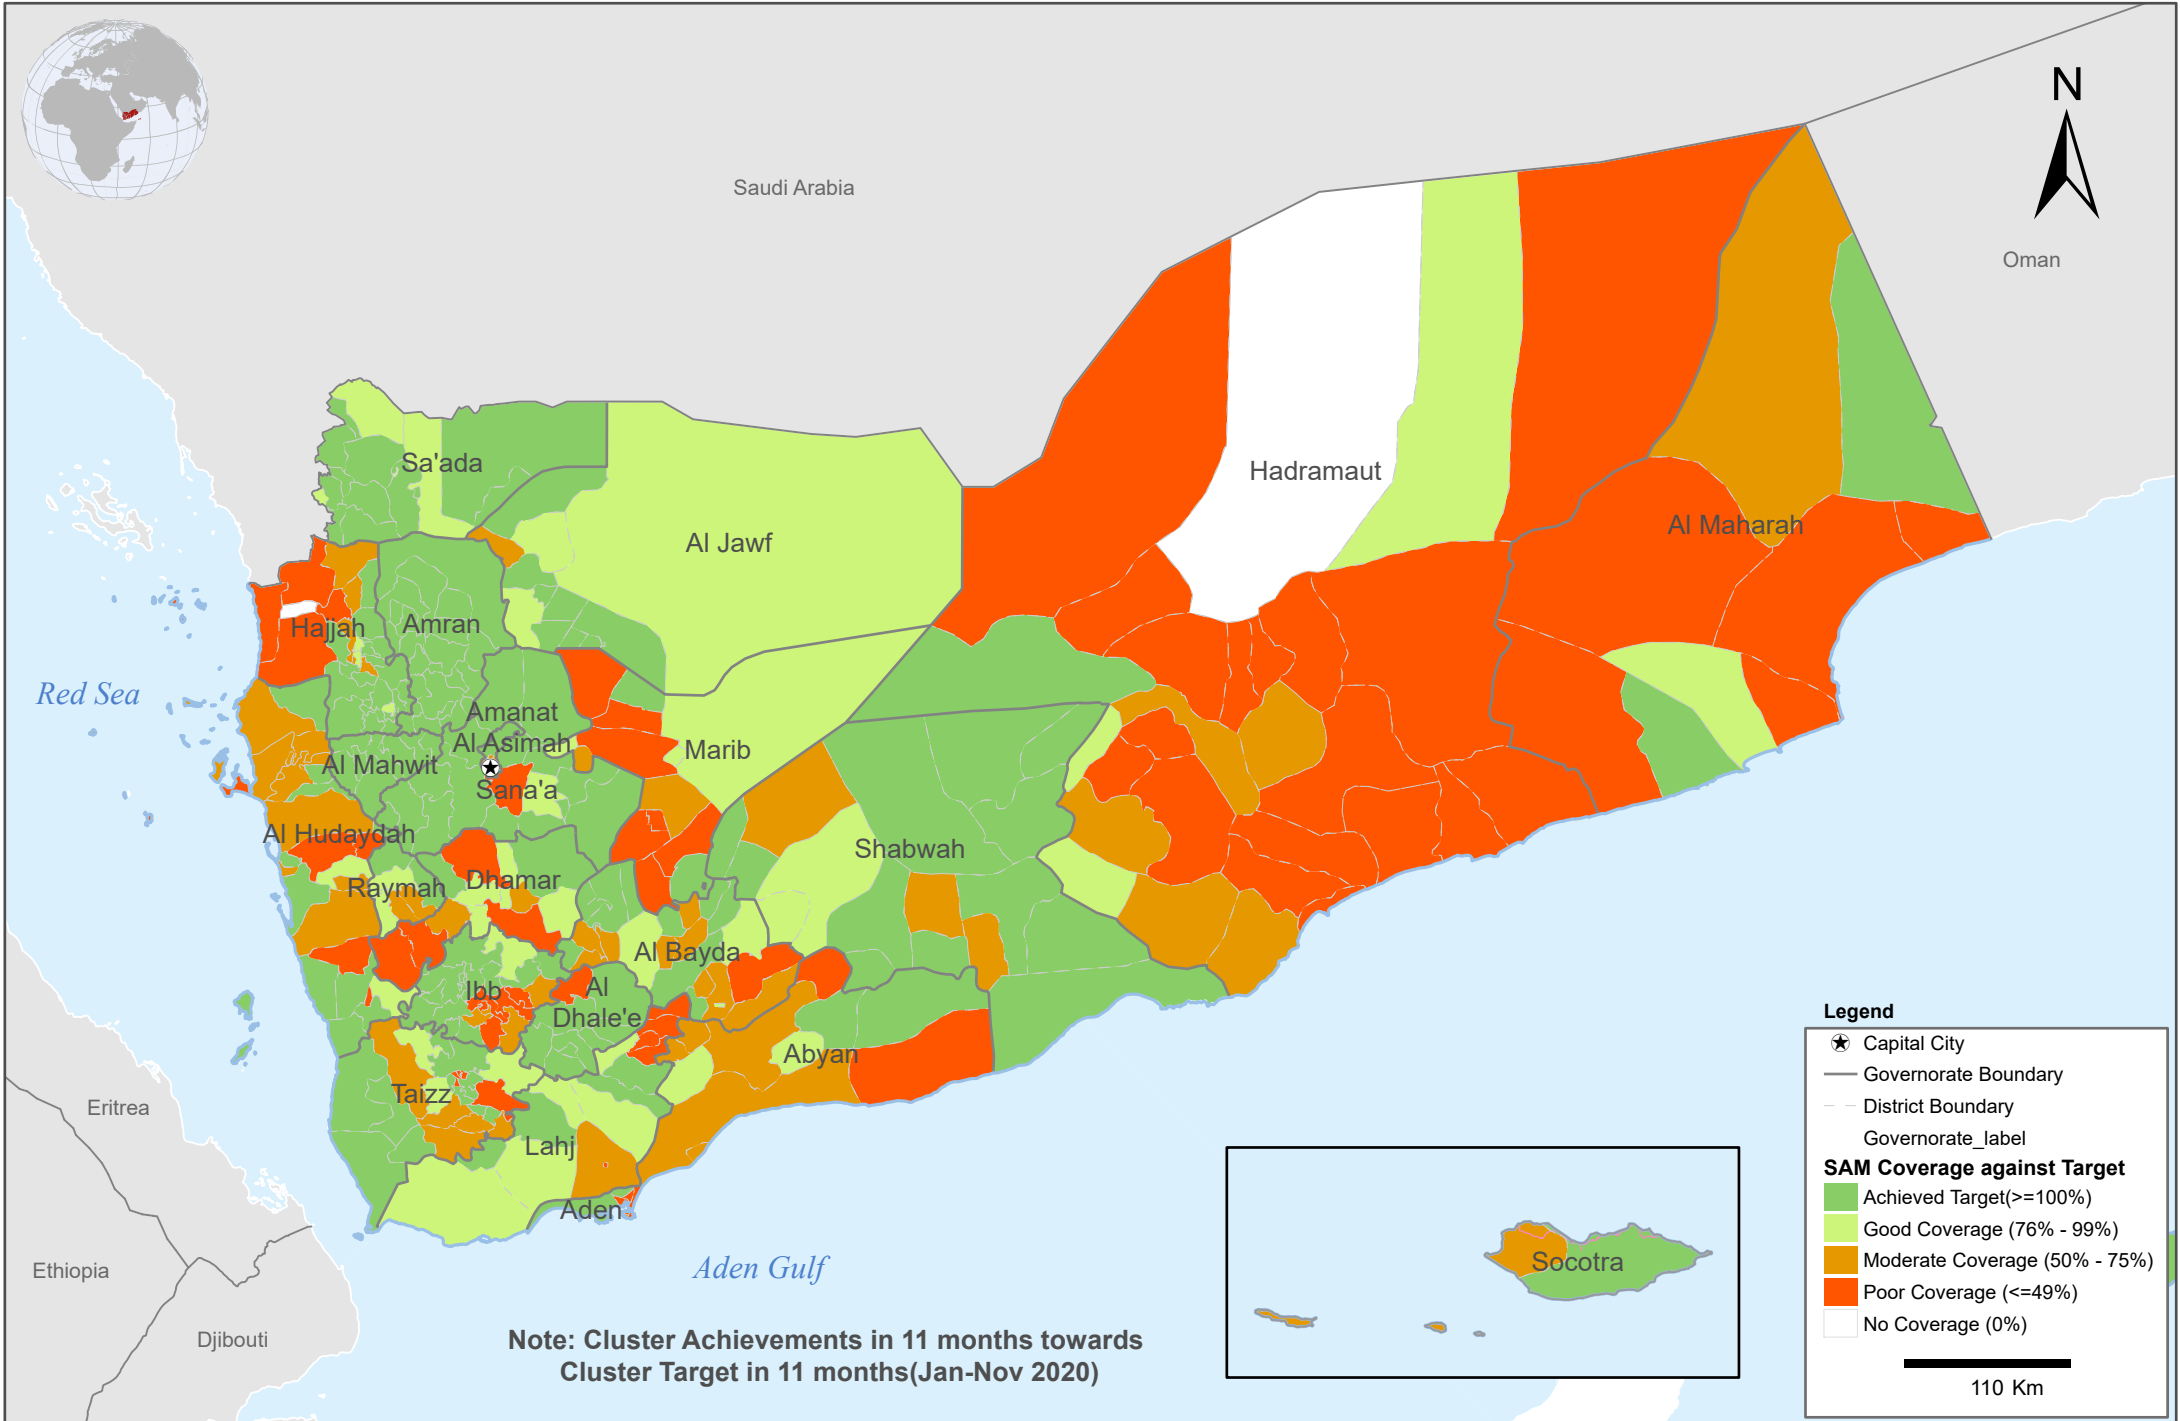 N
Saudi Arabia
Oman
Sa'ada
Hadramaut
Al Jawf
Al Maharah
Hajjah
Amran
Red Sea
Amanat
Al Asimah
Marib
Al Mahwit
Sana'a
Al Hudaydah
Shabwah
Raymah
Dhamar
Al Bayda
Ibb
Al
Dhale'e
Abyan
Taizz
Eritrea
Lahj
Aden
Ethiopia
Aden Gulf
Djibouti
Socotra
Note: Cluster Achievements in 11 months towards
Cluster Target in 11 months(Jan-Nov 2020)
Legend
Capital City
Governorate Boundary
District Boundary
Governorate_label
SAM Coverage against Target
Achieved Target(>=100%)
Good Coverage (76% - 99%)
Moderate Coverage (50% - 75%)
Poor Coverage (<=49%)
No Coverage (0%)
110 Km